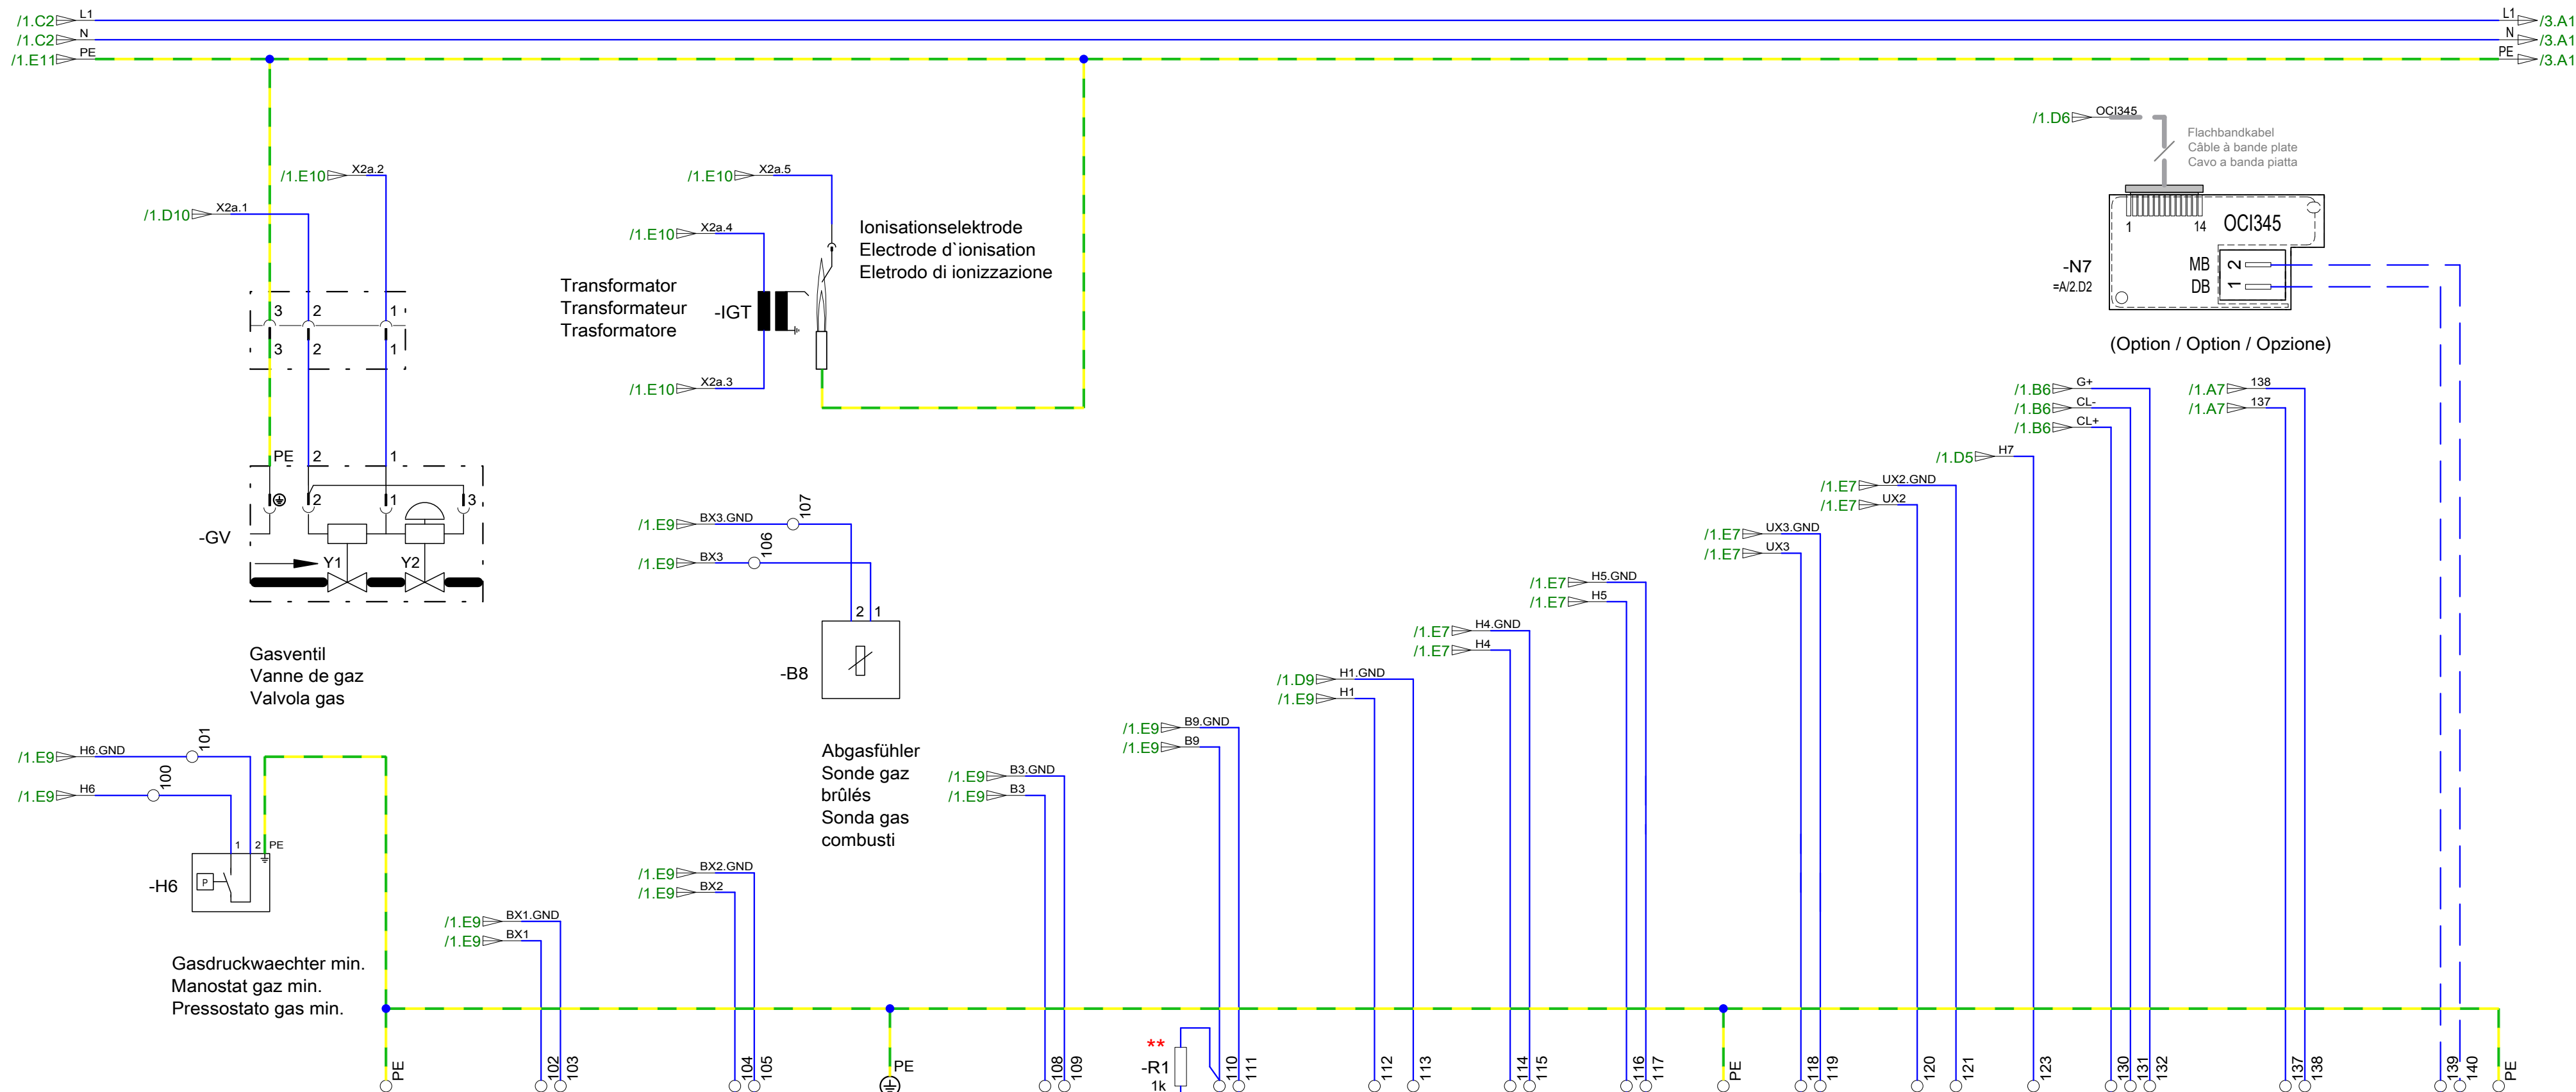 /1.C2 L1 L1 /3.A1
/1.C2 N N /3.A1
/1.E11 PE PE /3.A1
/1.D6 OCI345
Flachbandkabel
Câble à bande plate
Cavo a banda piatta
/1.E10 X2a.2
/1.D10 X2a.1
3 2 1
3 2 1
PE 2 1
2 1 3
-GV
Y1 Y2
Gasventil
Vanne de gaz
Valvola gas
/1.E10 X2a.5
/1.E10 X2a.4
/1.E10 X2a.3
Transformator
Transformateur
Trasformatore
-IGT
Ionisationselektrode
Electrode d`ionisation
Eletrodo di ionizzazione
1 14 OCI345
-N7
=A/2.D2
MB 2
DB 1
(Option / Option / Opzione)
/1.B6 G+
/1.B6 CL-
/1.B6 CL+
/1.A7 138
/1.A7 137
/1.D5 H7
/1.E7 UX2.GND
/1.E7 UX2
/1.E7 UX3.GND
/1.E7 UX3
/1.E7 H5.GND
/1.E7 H5
/1.E7 H4.GND
/1.E7 H4
/1.D9 H1.GND
/1.E9 H1
/1.E9 B9.GND
/1.E9 B9
/1.E9 B3.GND
/1.E9 B3
/1.E9 BX3.GND 107
/1.E9 BX3 106
2 1
-B8
Abgasfühler
Sonde gaz
brûlés
Sonda gas
combusti
/1.E9 BX2.GND
/1.E9 BX2
/1.E9 BX1.GND
/1.E9 BX1
/1.E9 H6.GND 101
/1.E9 H6 100
1 2 PE
-H6
P
Gasdruckwaechter min.
Manostat gaz min.
Pressostato gas min.
**
-R1
1k
PE 102 103 104 105 PE 108 109 110 111 112 113 114 115 116 117 PE 118 119 120 121 123 130 131 132 137 138 139 140 PE